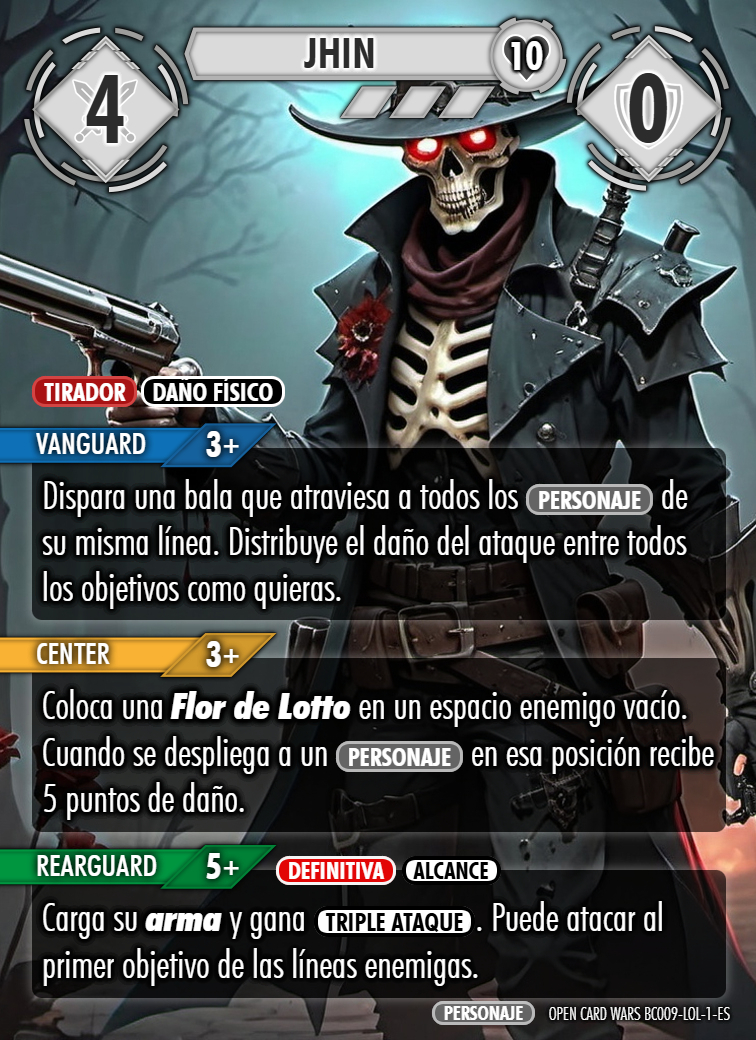 JHIN
10
4
0
TIRADOR DAÑO FÍSICO
VANGUARD 3+
Dispara una bala que atraviesa a todos los PERSONAJE de
su misma línea. Distribuye el daño del ataque entre todos
los objetivos como quieras.
CENTER 3+
Coloca una Flor de Lotto en un espacio enemigo vacío.
Cuando se despliega a un PERSONAJE en esa posición recibe
5 puntos de daño.
REARGUARD 5+ DEFINITIVA ALCANCE
Carga su arma y gana TRIPLE ATAQUE. Puede atacar al
primer objetivo de las líneas enemigas.
PERSONAJE OPEN CARD WARS BC009-LOL-1-ES